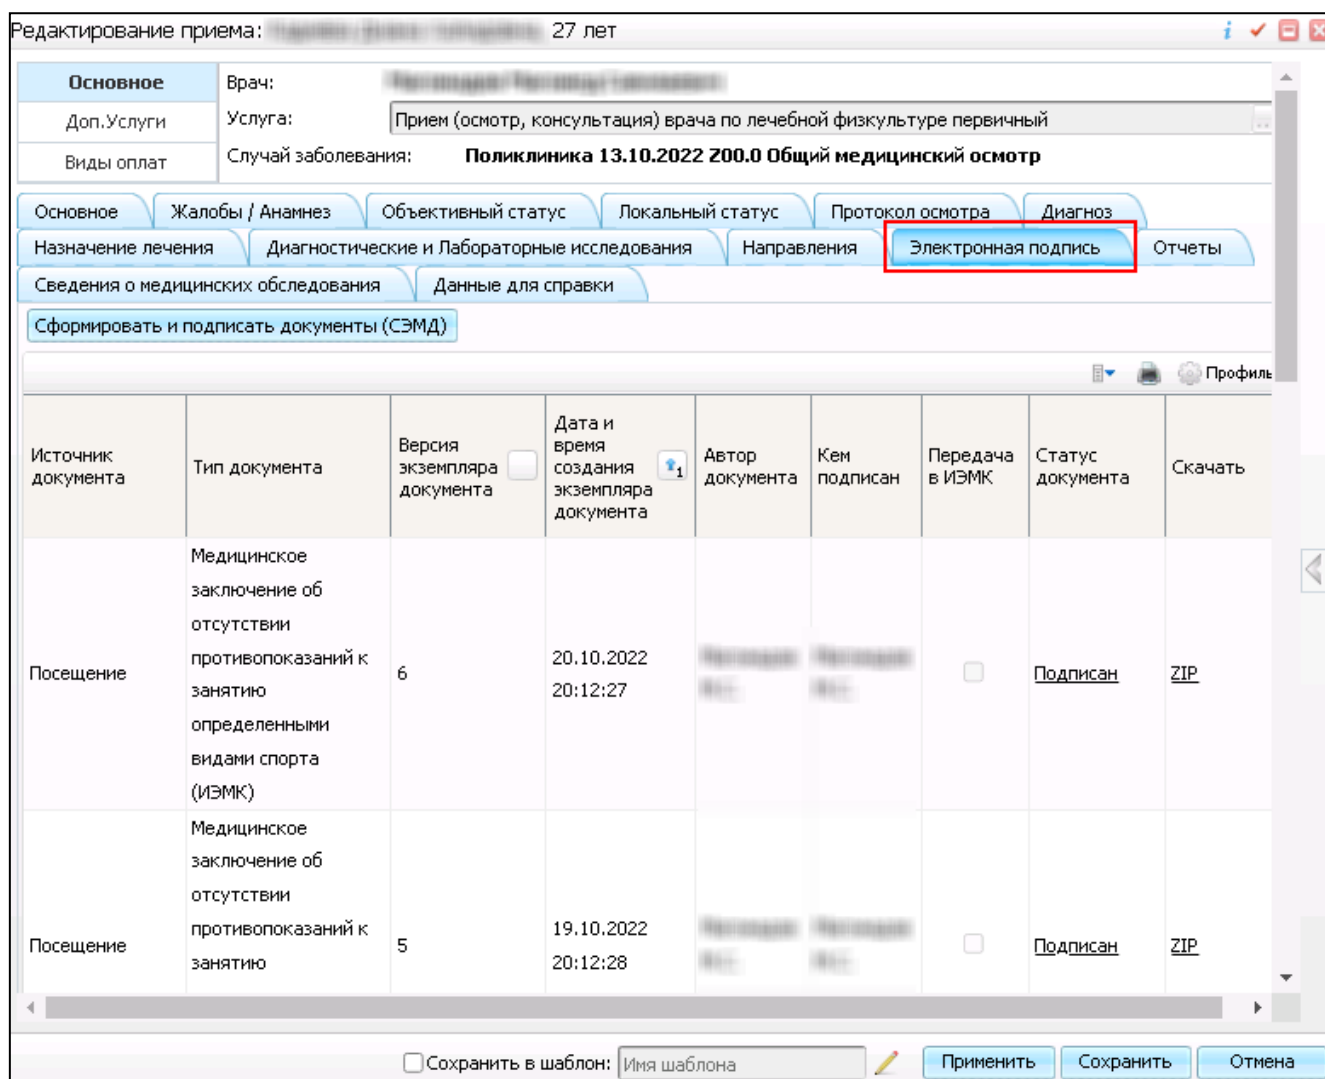 Редактирование приема: 27 лет
Основное
Доп.Услуги
Виды оплат
Врач:
Услуга: Прием (осмотр, консультация) врача по лечебной физкультуре первичный
Случай заболевания: Поликлиника 13.10.2022 Z00.0 Общий медицинский осмотр
Основное Жалобы / Анамнез Объективный статус Локальный статус Протокол осмотра Диагноз
Назначение лечения Диагностические и Лабораторные исследования Направления Электронная подпись Отчеты
Сведения о медицинских обследования Данные для справки
Сформировать и подписать документы (СЭМД)
Профиль
Источник
документа
Тип документа
Версия
экземпляра
документа
Дата и
время
создания
экземпляра
документа
1
Автор
документа
Кем
подписан
Передача
в ИЭМК
Статус
документа
Скачать
Посещение
Медицинское
заключение об
отсутствии
противопоказаний к
занятию
определенными
видами спорта
(ИЭМК)
6
20.10.2022
20:12:27
Подписан
ZIP
Посещение
Медицинское
заключение об
отсутствии
противопоказаний к
занятию
5
19.10.2022
20:12:28
Подписан
ZIP
Сохранить в шаблон: Имя шаблона
Применить Сохранить Отмена